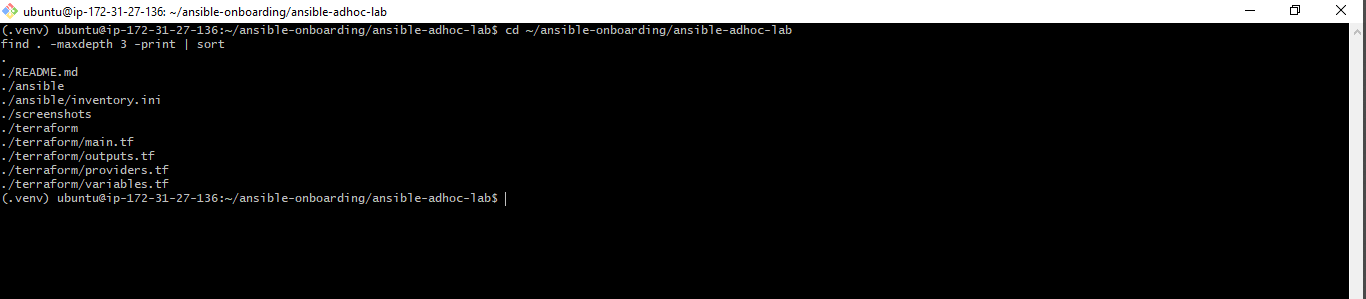 ubuntu@ip-172-31-27-136: ~/ansible-onboarding/ansible-adhoc-lab
(.venv) ubuntu@ip-172-31-27-136:~/ansible-onboarding/ansible-adhoc-lab$ cd ~/ansible-onboarding/ansible-adhoc-lab
find . -maxdepth 3 -print | sort
.
./README.md
./ansible
./ansible/inventory.ini
./screenshots
./terraform
./terraform/main.tf
./terraform/outputs.tf
./terraform/providers.tf
./terraform/variables.tf
(.venv) ubuntu@ip-172-31-27-136:~/ansible-onboarding/ansible-adhoc-lab$